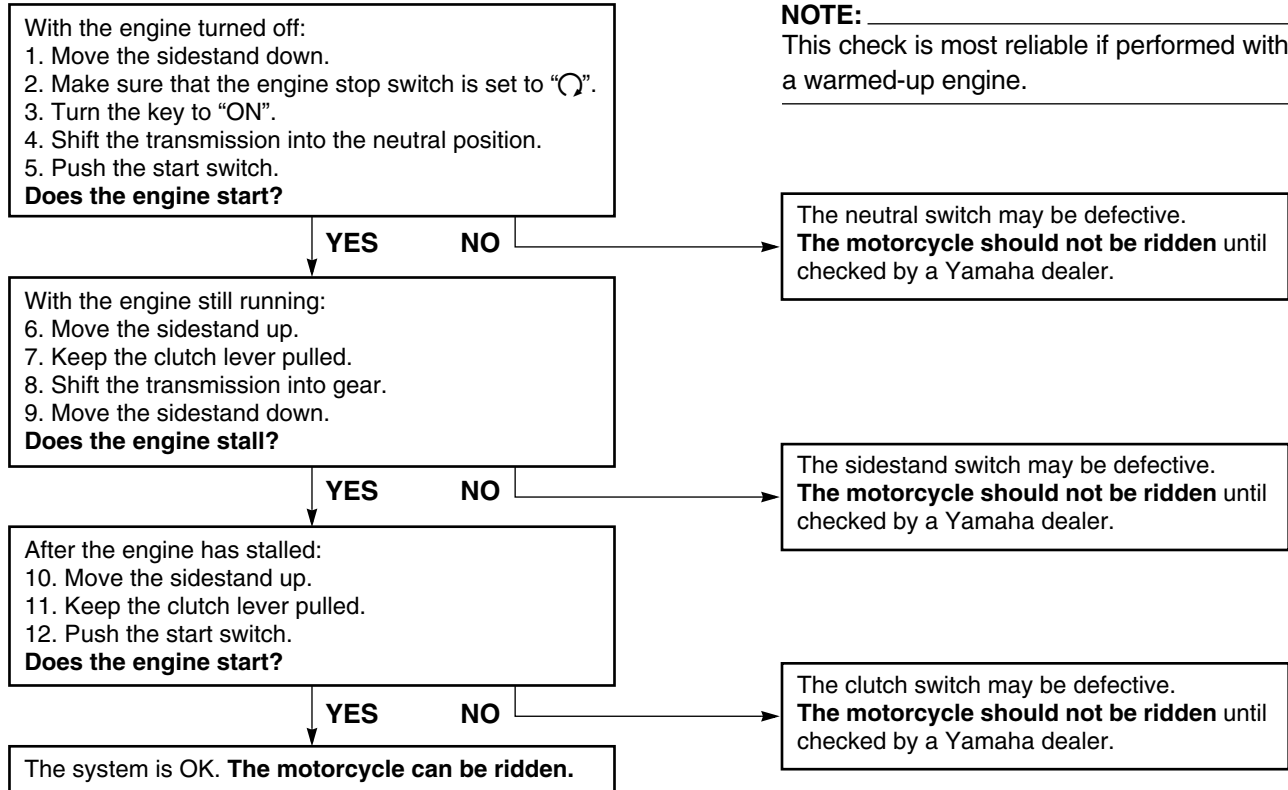 With the engine turned off:
1. Move the sidestand down.
2. Make sure that the engine stop switch is set to “”.
3. Turn the key to “ON”.
4. Shift the transmission into the neutral position.
5. Push the start switch.
Does the engine start?
NOTE:
This check is most reliable if performed with
a warmed-up engine.
YES NO
The neutral switch may be defective.
The motorcycle should not be ridden until
checked by a Yamaha dealer.
With the engine still running:
6. Move the sidestand up.
7. Keep the clutch lever pulled.
8. Shift the transmission into gear.
9. Move the sidestand down.
Does the engine stall?
YES NO
The sidestand switch may be defective.
The motorcycle should not be ridden until
checked by a Yamaha dealer.
After the engine has stalled:
10. Move the sidestand up.
11. Keep the clutch lever pulled.
12. Push the start switch.
Does the engine start?
YES NO
The clutch switch may be defective.
The motorcycle should not be ridden until
checked by a Yamaha dealer.
The system is OK. The motorcycle can be ridden.